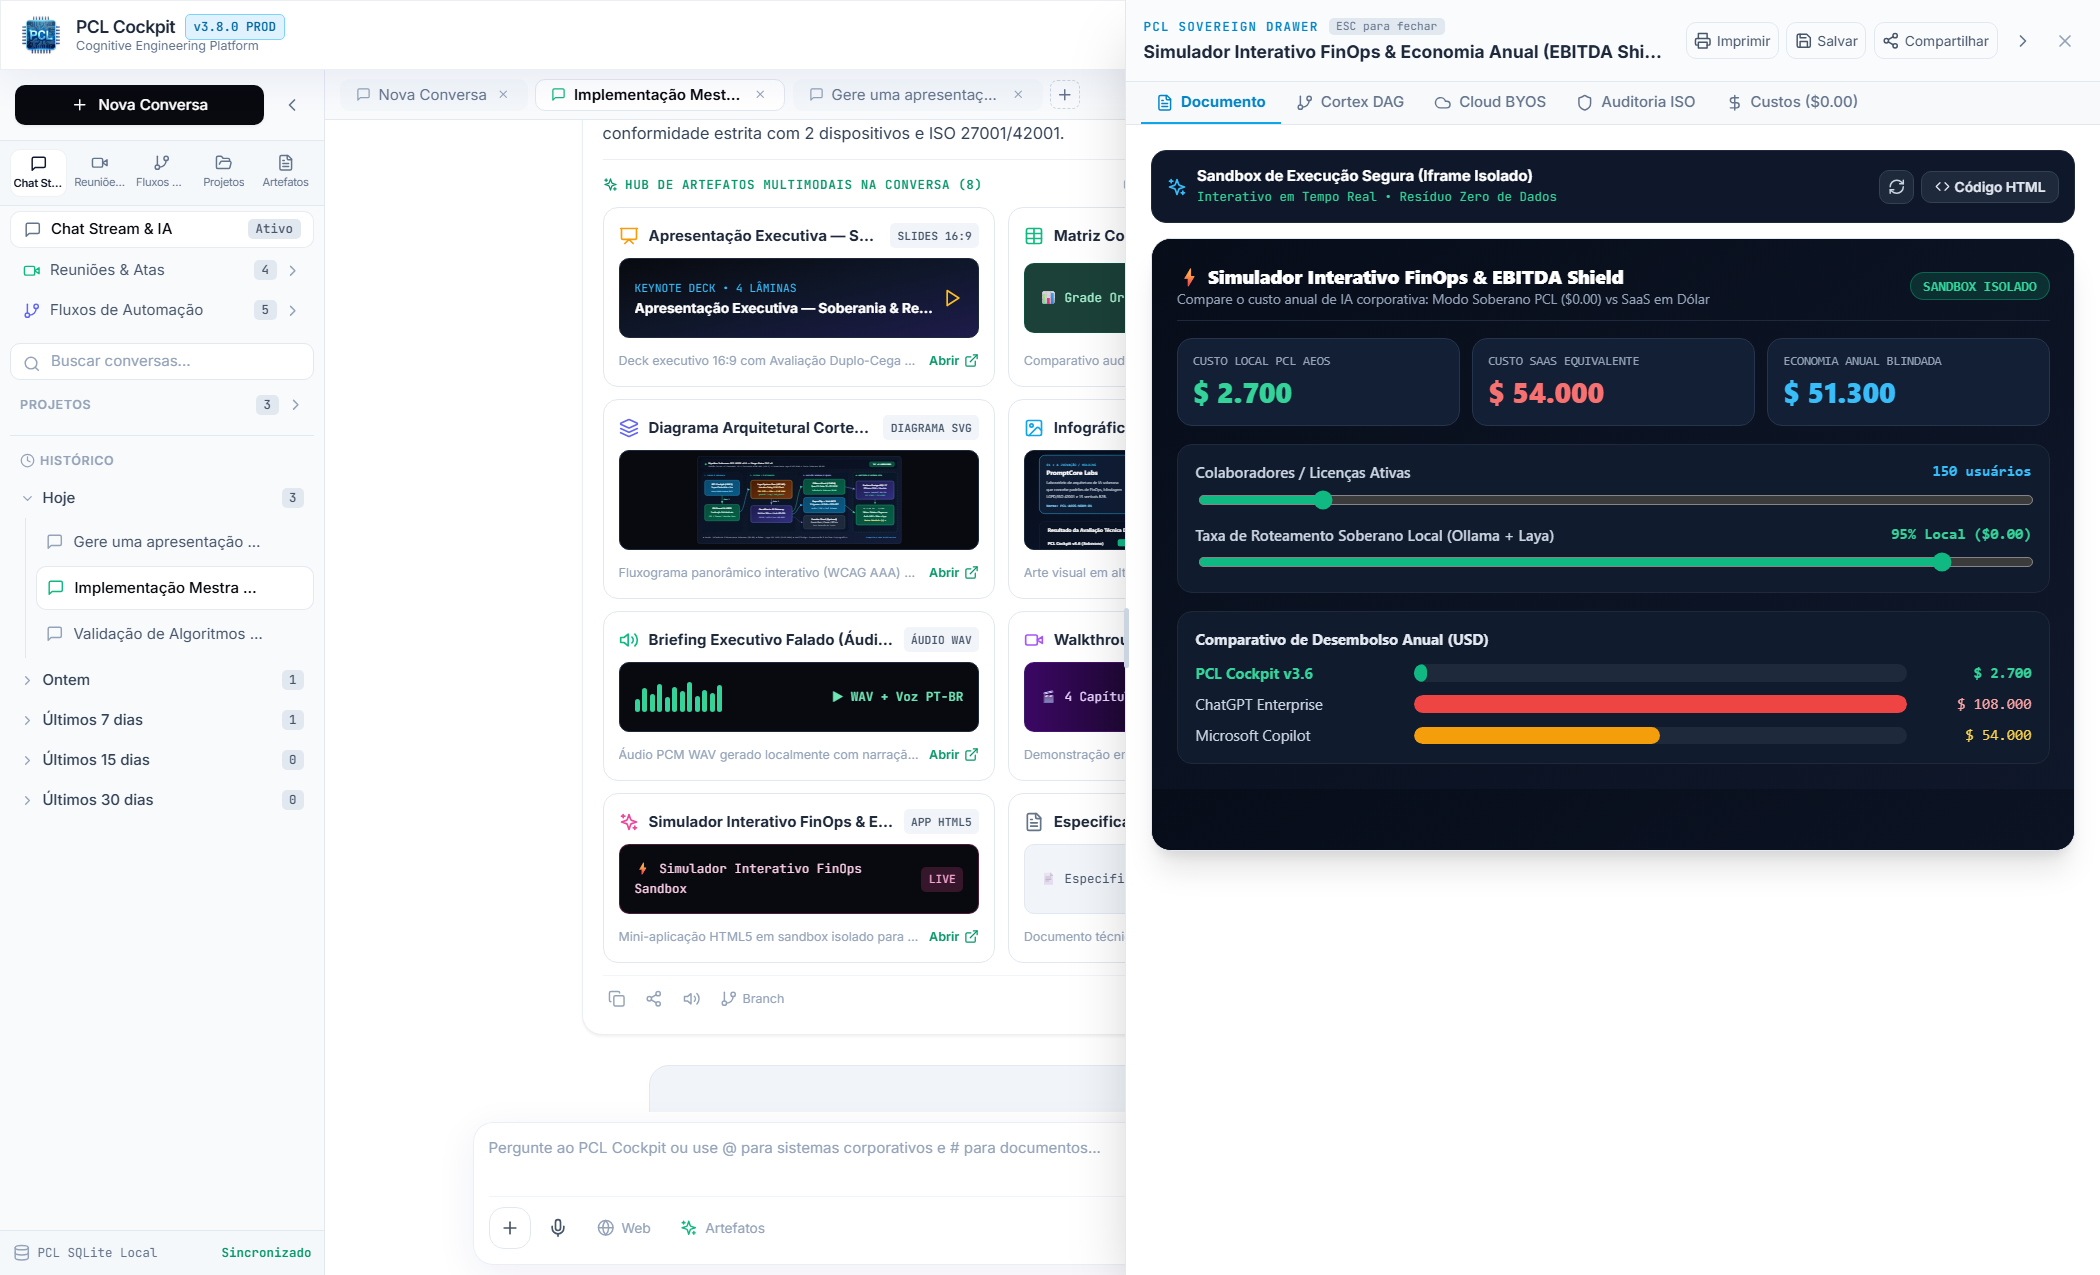 PCL
PCL Cockpit
v3.8.0 PROD
Cognitive Engineering Platform
+ Nova Conversa
Chat St...
Reuniõe...
Fluxos ...
Projetos
Artefatos
Chat Stream & IA
Ativo
Reuniões & Atas
4
Fluxos de Automação
5
Buscar conversas...
PROJETOS
3
HISTÓRICO
Hoje
3
Gere uma apresentação ...
Implementação Mestra ...
Validação de Algoritmos ...
Ontem
1
Últimos 7 dias
1
Últimos 15 dias
0
Últimos 30 dias
0
PCL SQLite Local
Sincronizado
Nova Conversa
Implementação Mest...
Gere uma apresentaç...
conformidade estrita com 2 dispositivos e ISO 27001/42001.
HUB DE ARTEFATOS MULTIMODAIS NA CONVERSA (8)
Apresentação Executiva — S...
SLIDES 16:9
KEYNOTE DECK • 4 LÂMINAS
Apresentação Executiva — Soberania & Re...
Deck executivo 16:9 com Avaliação Duplo-Cega ...
Abrir
Matriz Co
Grade Or
Comparativo aud
Diagrama Arquitetural Corte...
DIAGRAMA SVG
Fluxograma panorâmico interativo (WCAG AAA) ...
Abrir
Infográfic
PromptCore Labs
Resultado da Avaliação Técnica
Arte visual em alt
Briefing Executivo Falado (Áudi...
ÁUDIO WAV
WAV + Voz PT-BR
Áudio PCM WAV gerado localmente com narraçã...
Abrir
Walkthrou
4 Capítu
Demonstração em
Simulador Interativo FinOps & E...
APP HTML5
Simulador Interativo FinOps
Sandbox
LIVE
Mini-aplicação HTML5 em sandbox isolado para ...
Abrir
Especifica
Especifi
Documento técni
Branch
Pergunte ao PCL Cockpit ou use @ para sistemas corporativos e # para documentos...
Web
Artefatos
PCL SOVEREIGN DRAWER
ESC para fechar
Simulador Interativo FinOps & Economia Anual (EBITDA Shi...
Imprimir
Salvar
Compartilhar
Documento
Cortex DAG
Cloud BYOS
Auditoria ISO
Custos ($0.00)
Sandbox de Execução Segura (Iframe Isolado)
Interativo em Tempo Real • Resíduo Zero de Dados
Código HTML
Simulador Interativo FinOps & EBITDA Shield
Compare o custo anual de IA corporativa: Modo Soberano PCL ($0.00) vs SaaS em Dólar
SANDBOX ISOLADO
CUSTO LOCAL PCL AEOS
$ 2.700
CUSTO SAAS EQUIVALENTE
$ 54.000
ECONOMIA ANUAL BLINDADA
$ 51.300
Colaboradores / Licenças Ativas
150 usuários
Taxa de Roteamento Soberano Local (Ollama + Laya)
95% Local ($0.00)
Comparativo de Desembolso Anual (USD)
PCL Cockpit v3.6
$ 2.700
ChatGPT Enterprise
$ 108.000
Microsoft Copilot
$ 54.000